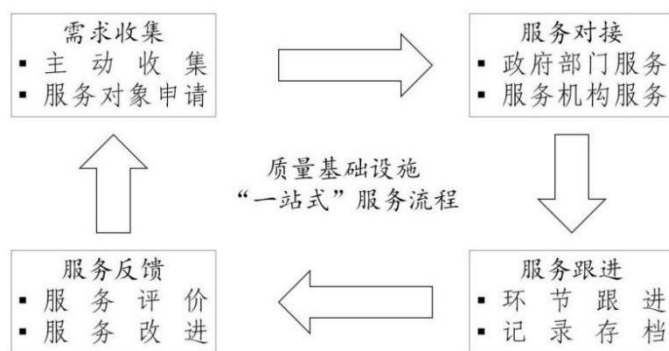 需求收集
▪ 主动收集
▪ 服务对象申请
服务对接
▪ 政府部门服务
▪ 服务机构服务
质量基础设施
“一站式”服务流程
服务反馈
▪ 服务评价
▪ 服务改进
服务跟进
▪ 环节跟进
▪ 记录存档